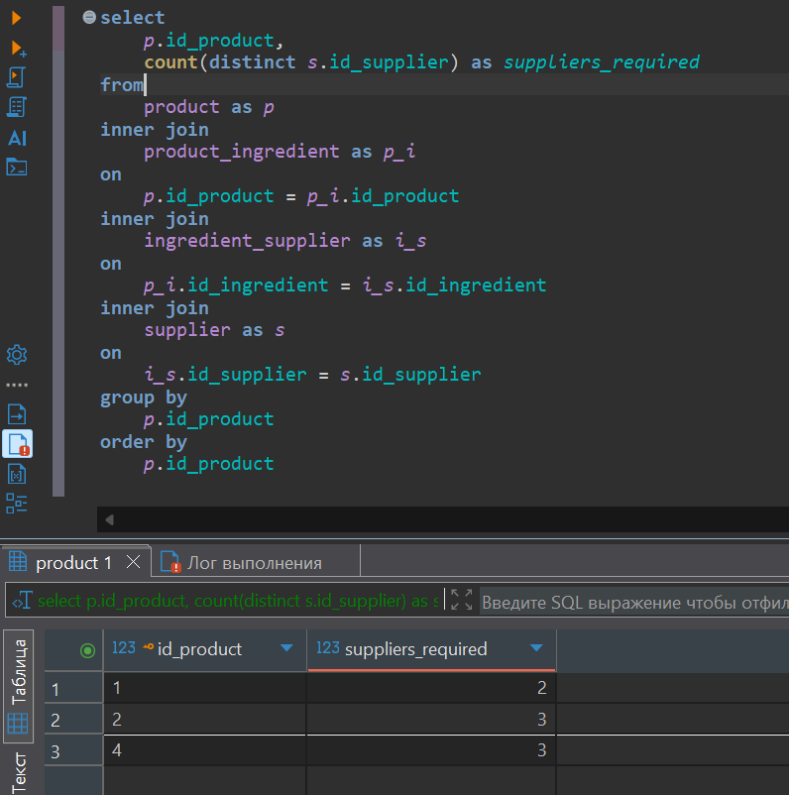 select
p.id_product,
count(distinct s.id_supplier) as suppliers_required
from
product as p
inner join
product_ingredient as p_i
on
p.id_product = p_i.id_product
inner join
ingredient_supplier as i_s
on
p_i.id_ingredient = i_s.id_ingredient
inner join
supplier as s
on
i_s.id_supplier = s.id_supplier
group by
p.id_product
order by
p.id_product
AI
product 1
Лог выполнения
select p.id_product, count(distinct s.id_supplier) as s
Введите SQL выражение чтобы отфил
Таблица
Текст
123 id_product 123 suppliers_required
1 1 2
2 2 3
3 4 3